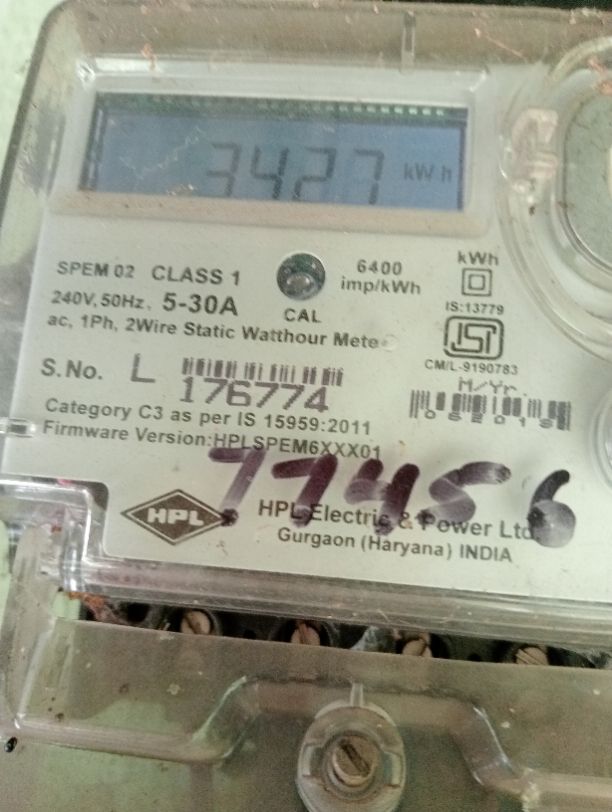 3427 kWh
SPEM 02 CLASS 1
6400
imp/kWh
kWh
240V, 50Hz, 5-30A
CAL
IS:13779
ac, 1Ph, 2Wire Static Watthour Meter
ISI
CM/L-9190783
S.No. L 176774
M/Yr.
Category C3 as per IS 15959:2011
Firmware Version:HPLSPEM6XXX01
77456
HPL
HPL Electric & Power Ltd.
Gurgaon (Haryana) INDIA